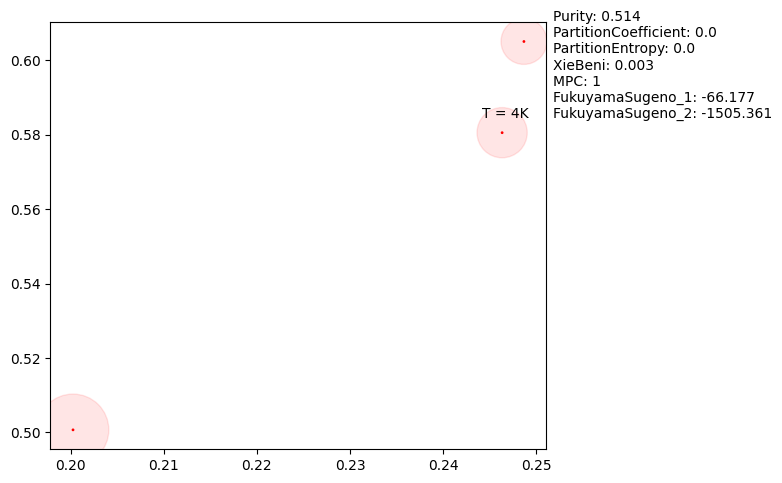 Purity: 0.514
PartitionCoefficient: 0.0
PartitionEntropy: 0.0
XieBeni: 0.003
MPC: 1
FukuyamaSugeno_1: -66.177
FukuyamaSugeno_2: -1505.361
T = 4K
0.60
0.58
0.56
0.54
0.52
0.50
0.20
0.21
0.22
0.23
0.24
0.25